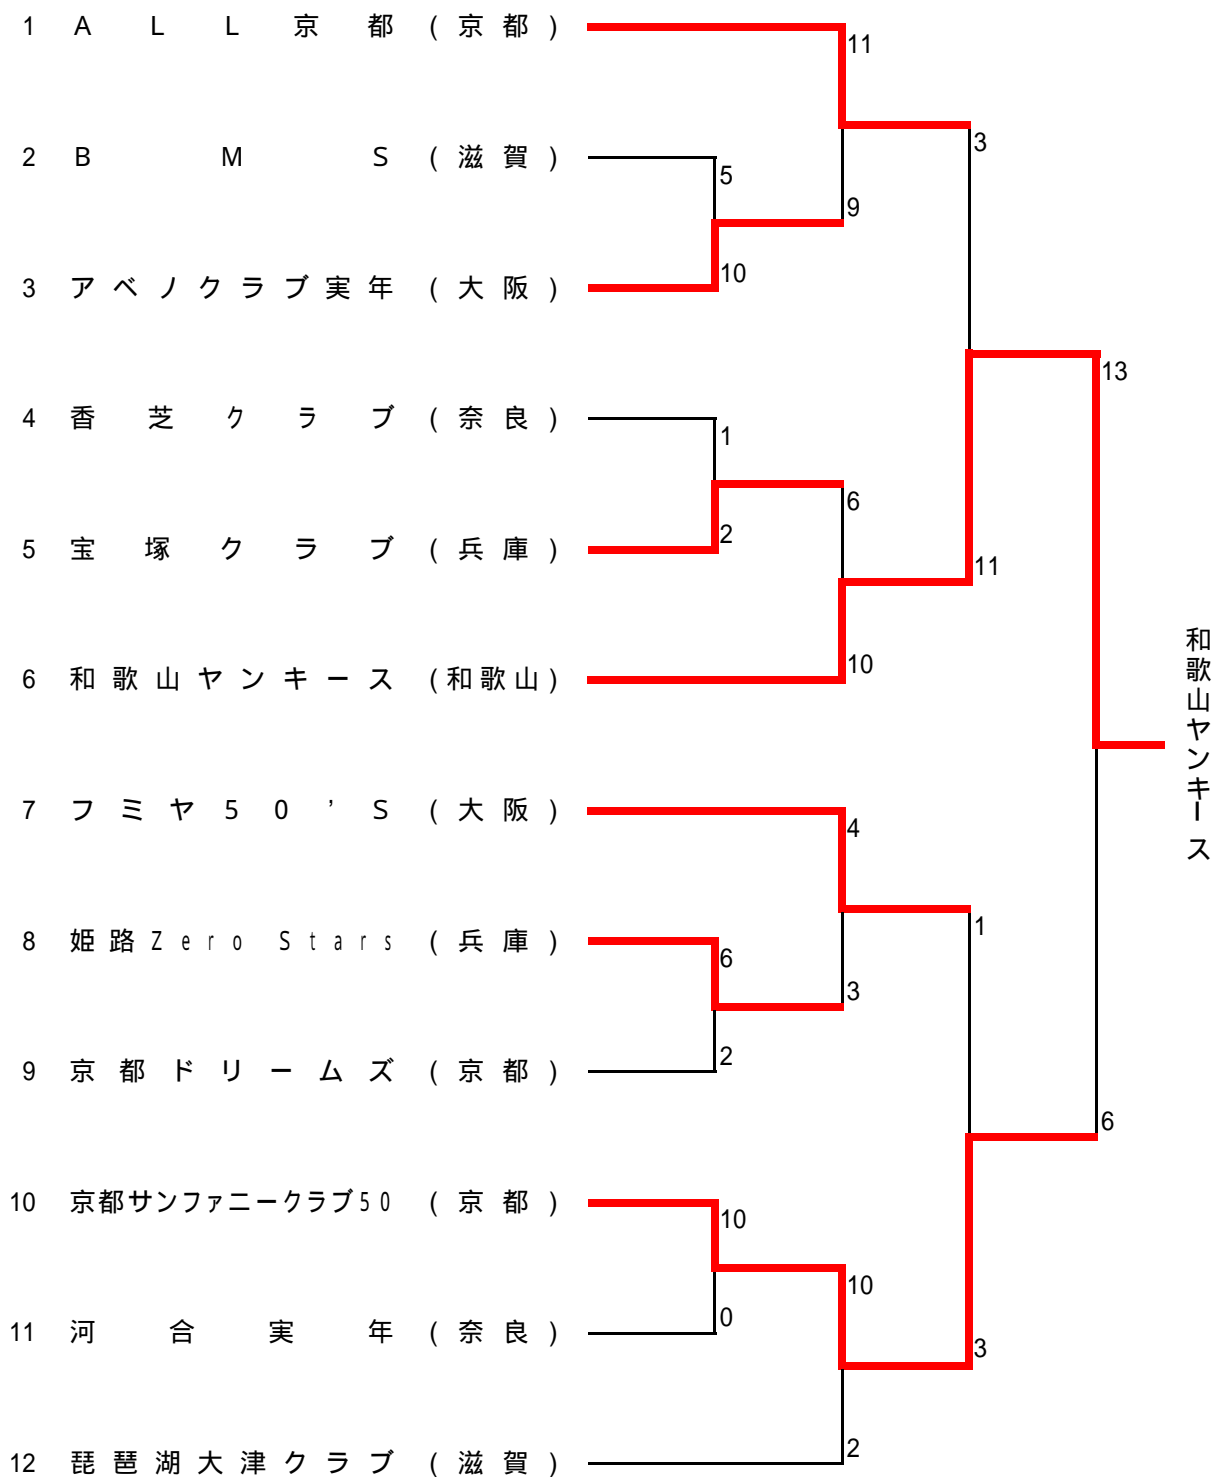 1 ALL京都 (京都)
11
2 BMS (滋賀)
5
3
9
3 アベノクラブ実年 (大阪)
10
13
4 香芝クラブ (奈良)
1
6
5 宝塚クラブ (兵庫)
2
11
6 和歌山ヤンキース (和歌山)
10
和歌山ヤンキース
7 フミヤ50’S (大阪)
4
8 姫路Zero Stars (兵庫)
6
1
3
9 京都ドリームズ (京都)
2
6
10 京都サンファニークラブ50 (京都)
10
10
11 河合実年 (奈良)
0
3
12 琵琶湖大津クラブ (滋賀)
2